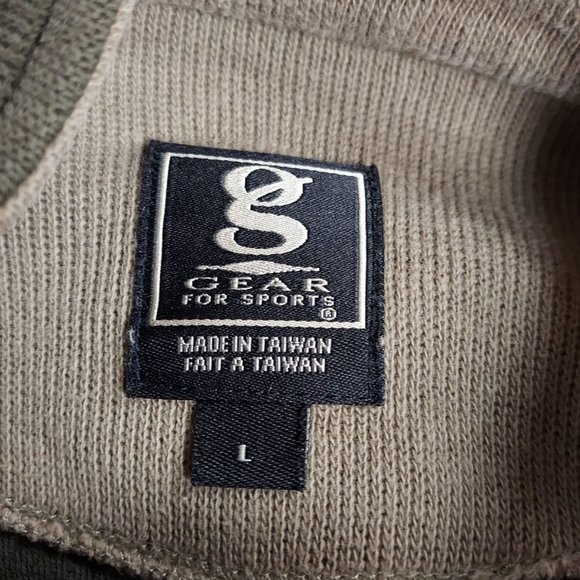 g
GEAR
FOR SPORTS
®
MADE IN TAIWAN
FAIT A TAIWAN
L